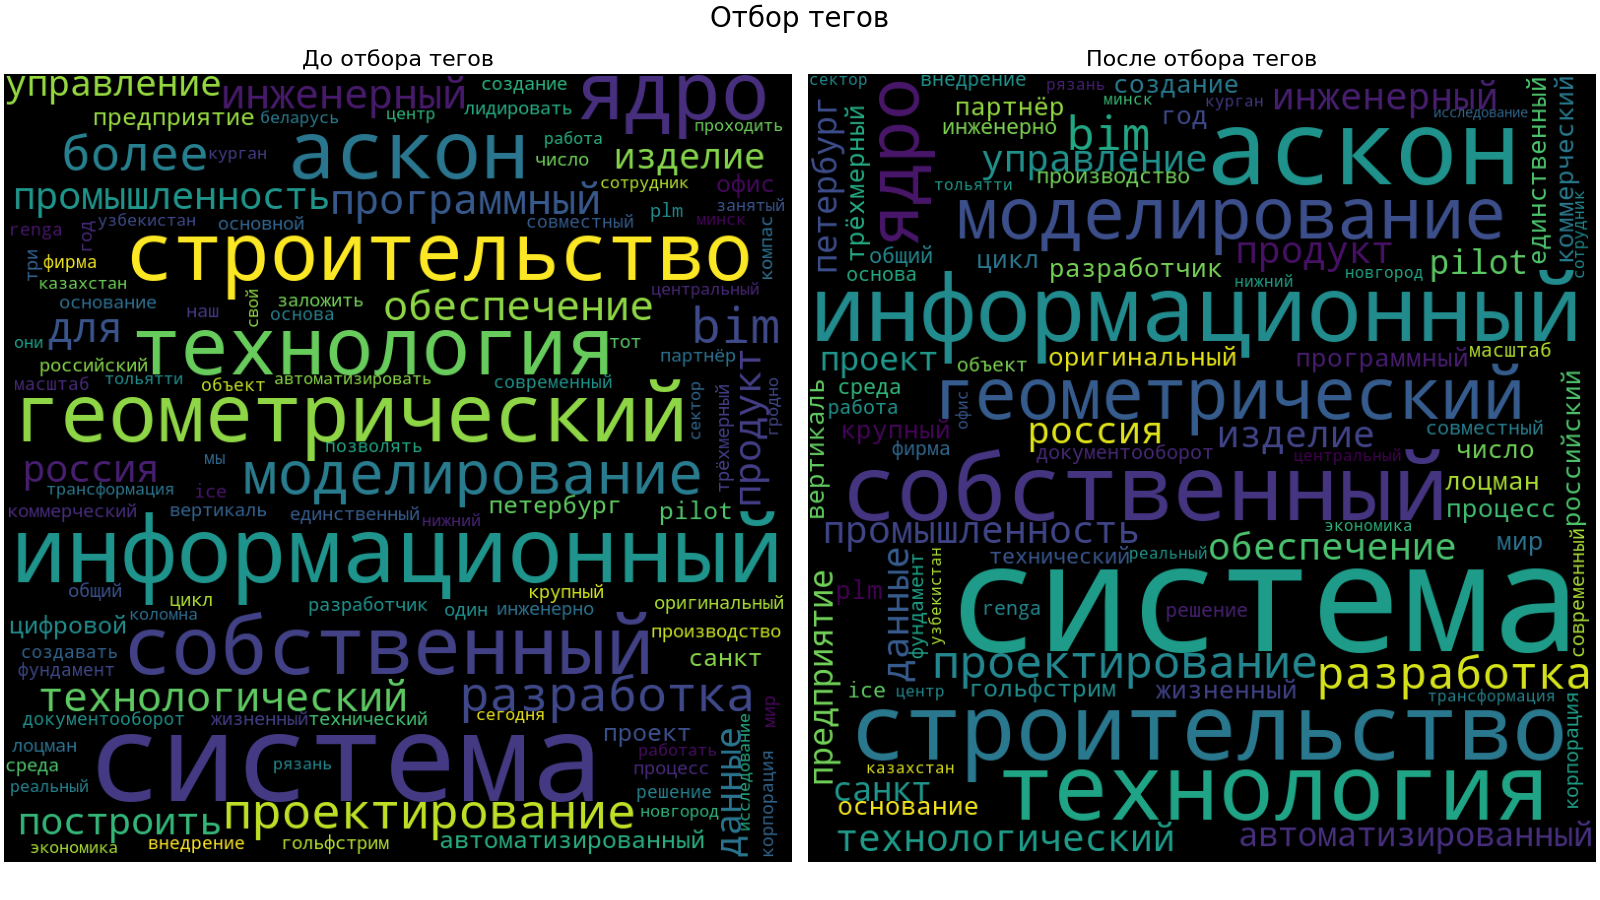 Отбор тегов
До отбора тегов
управление
инженерный
создание
лидировать
ядро
предприятие
беларусь
центр
проходить
более
курган
аскон
работа
число
изделие
промышленность
программный
сотрудник
офис
renga
год
узбекистан
основной
совместный
plm
занятый
минск
три
фирма
строительство
компас
казахстан
основание
свой
заложить
основа
обеспечение
центральный
наш
для
bim
они
технология
тот
партнёр
российский
масштаб
тольятти
объект
автоматизировать
современный
геометрический
сектор
трёхмерный
продукт
гродно
позволять
россия
мы
моделирование
трансформация
ice
коммерческий
вертикаль
единственный
нижний
петербург
pilot
информационный
общий
цикл
крупный
разработчик
один
инженерно
оригинальный
коломна
цифровой
собственный
производство
создавать
фундамент
санкт
технологический
разработка
документооборот
жизненный
технический
сегодня
мир
лоцман
система
проект
среда
рязань
работать
процесс
данные
исследование
корпорация
реальный
решение
построить
проектирование
новгород
экономика
внедрение
гольфстрим
автоматизированный
После отбора тегов
сектор
внедрение
рязань
создание
минск
курган
инженерный
исследование
петербург
трёхмерный
ядро
партнёр
инженерно
bim
год
аскон
единственный
коммерческий
управление
тольятти
производство
сотрудник
моделирование
общий
основа
цикл
разработчик
продукт
нижний
новгород
pilot
информационный
проект
объект
оригинальный
программный
масштаб
вертикаль
среда
работа
геометрический
российский
офис
крупный
фирма
россия
изделие
совместный
документооборот
центральный
число
собственный
лоцман
процесс
промышленность
экономика
технический
реальный
обеспечение
мир
современный
предприятие
plm
данные
фундамент
узбекистан
renga
система
решение
проектирование
разработка
ice
центр
гольфстрим
жизненный
трансформация
строительство
корпорация
казахстан
санкт
технология
основание
технологический
автоматизированный